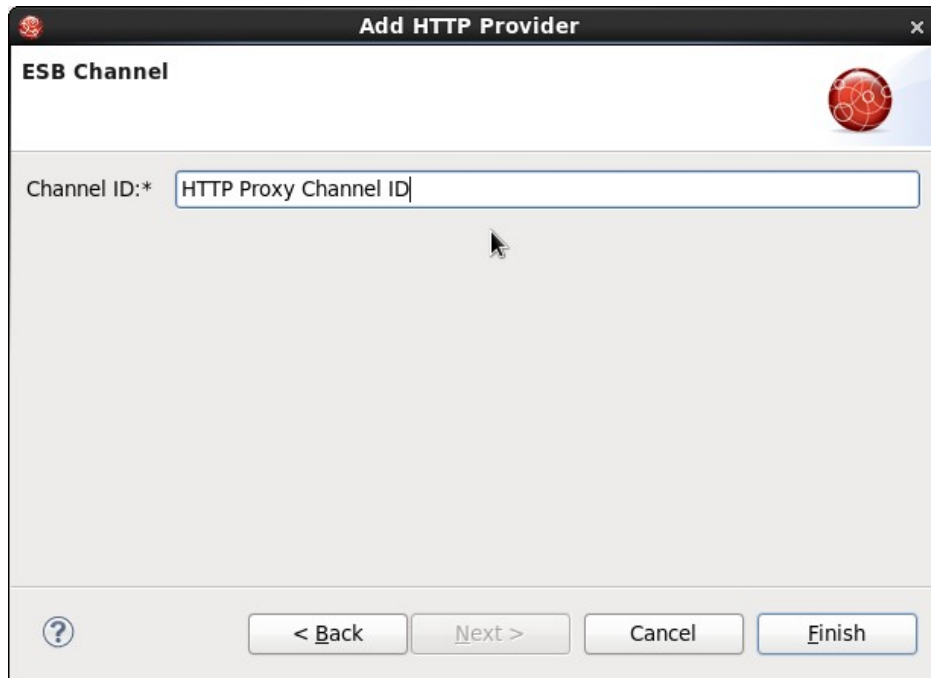 Add HTTP Provider
ESB Channel
Channel ID:* HTTP Proxy Channel ID
? < Back Next > Cancel Finish